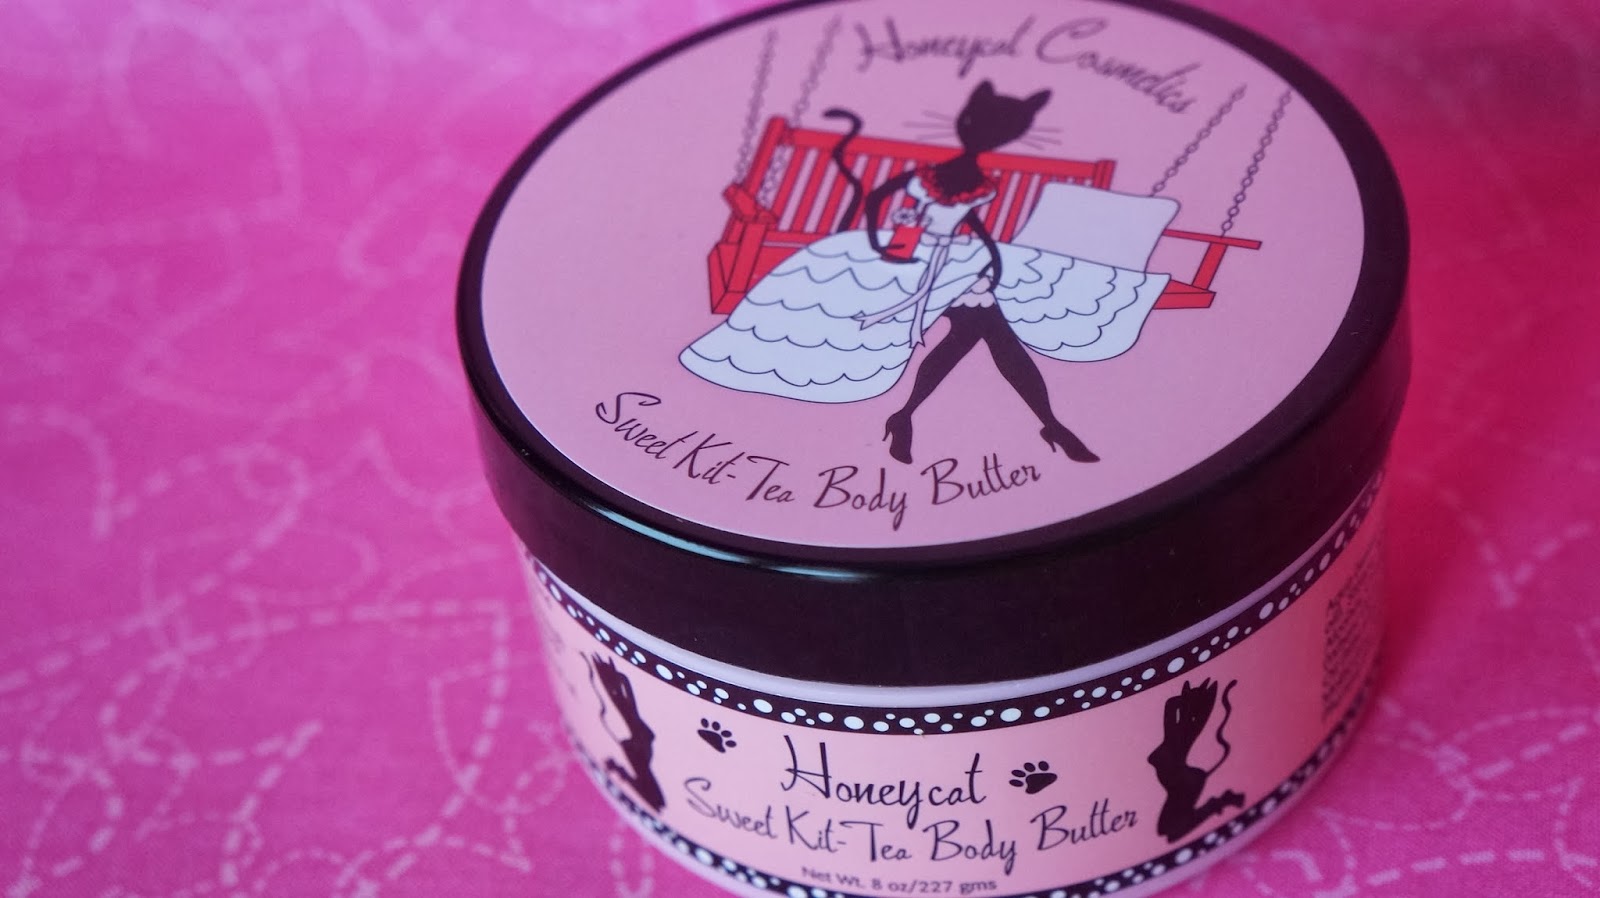 Honeycat Cosmetics
Sweet Kit-Tea Body Butter
Honeycat
Sweet Kit-Tea Body Butter
Net Wt. 8 oz/227 gms